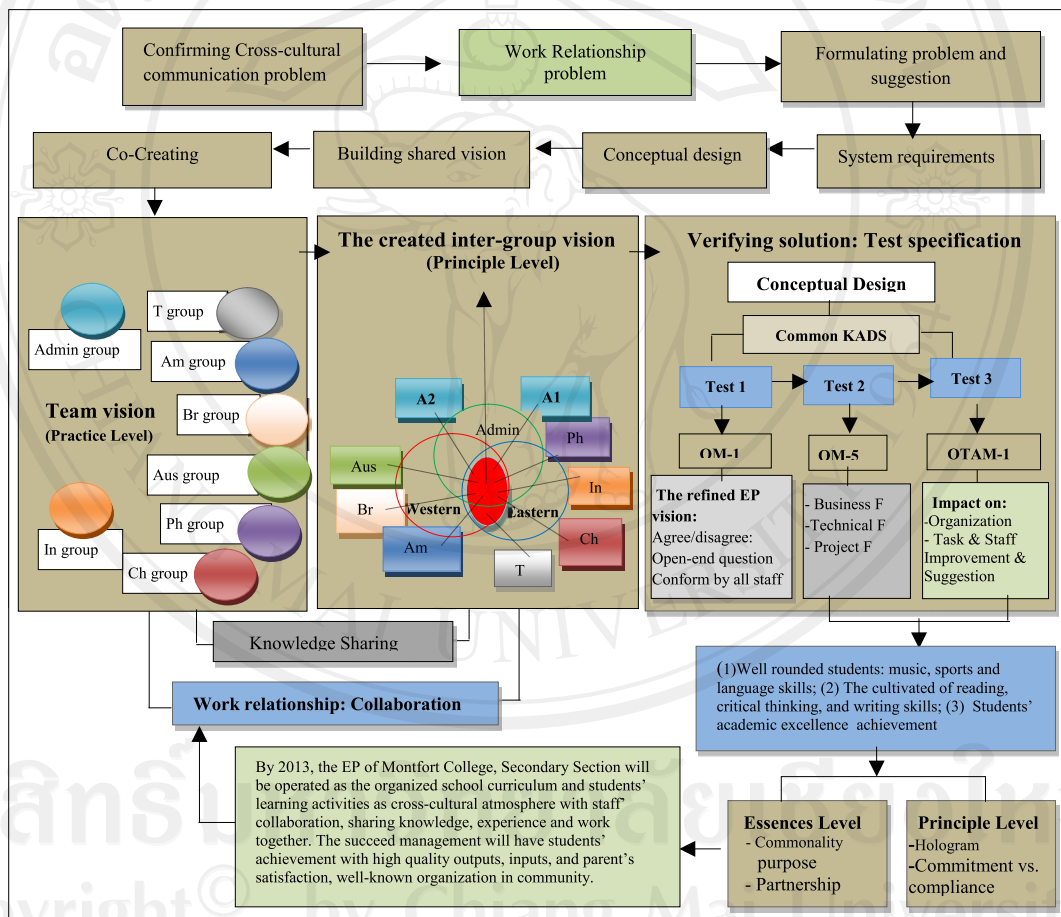 Confirming Cross-cultural
communication problem
Work Relationship
problem
Formulating problem and
suggestion
Co-Creating
Building shared vision
Conceptual design
System requirements
Admin group
T group
Am group
Team vision
(Practice Level)
Br group
Aus group
Ph group
In group
Ch group
The created inter-group vision
(Principle Level)
A2
A1
Admin
Ph
Aus
In
Br
Western
Eastern
Am
Ch
T
Verifying solution: Test specification
Conceptual Design
Common KADS
Test 1
Test 2
Test 3
OM-1
OM-5
OTAM-1
The refined EP
vision:
Agree/disagree:
Open-end question
Conform by all staff
- Business F
-Technical F
- Project F
Impact on:
-Organization
- Task & Staff
Improvement &
Suggestion
Knowledge Sharing
Work relationship: Collaboration
(1)Well rounded students: music, sports and
language skills; (2) The cultivated of reading,
critical thinking, and writing skills; (3) Students'
academic excellence achievement
By 2013, the EP of Montfort College, Secondary Section will
be operated as the organized school curriculum and students'
learning activities as cross-cultural atmosphere with staff'
collaboration, sharing knowledge, experience and work
together. The succeed management will have students'
achievement with high quality outputs, inputs, and parent's
satisfaction, well-known organization in community.
Essences Level
- Commonality
purpose
- Partnership
Principle Level
-Hologram
-Commitment vs.
compliance